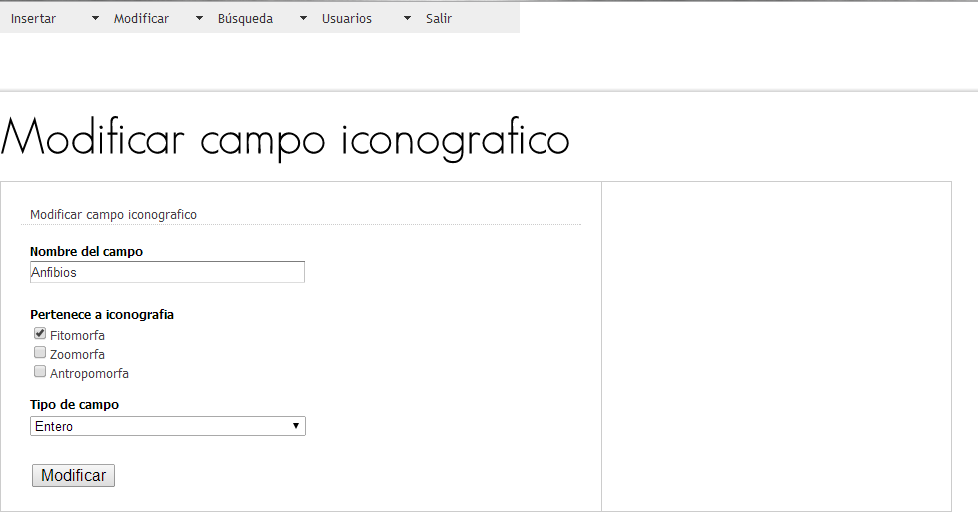 Insertar Modificar Búsqueda Usuarios Salir
Modificar campo iconografico
Modificar campo iconografico
Nombre del campo
Anfibios
Pertenece a iconografia
Fitomorfa
Zoomorfa
Antropomorfa
Tipo de campo
Entero
Modificar